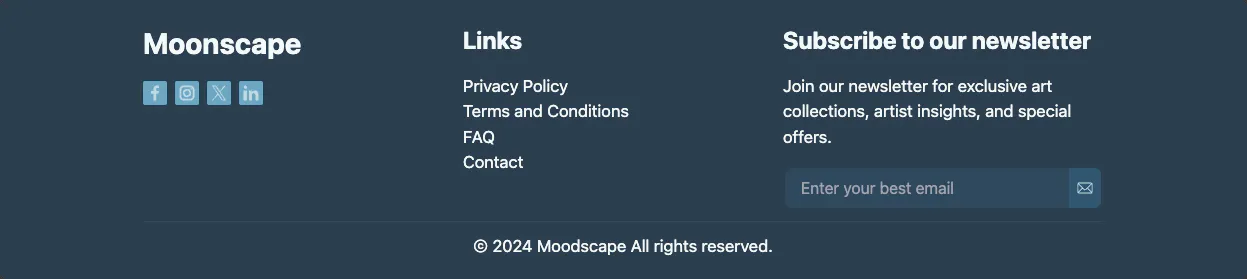 Moonscape
Links
Privacy Policy
Terms and Conditions
FAQ
Contact
Subscribe to our newsletter
Join our newsletter for exclusive art
collections, artist insights, and special
offers.
Enter your best email
© 2024 Moodscape All rights reserved.